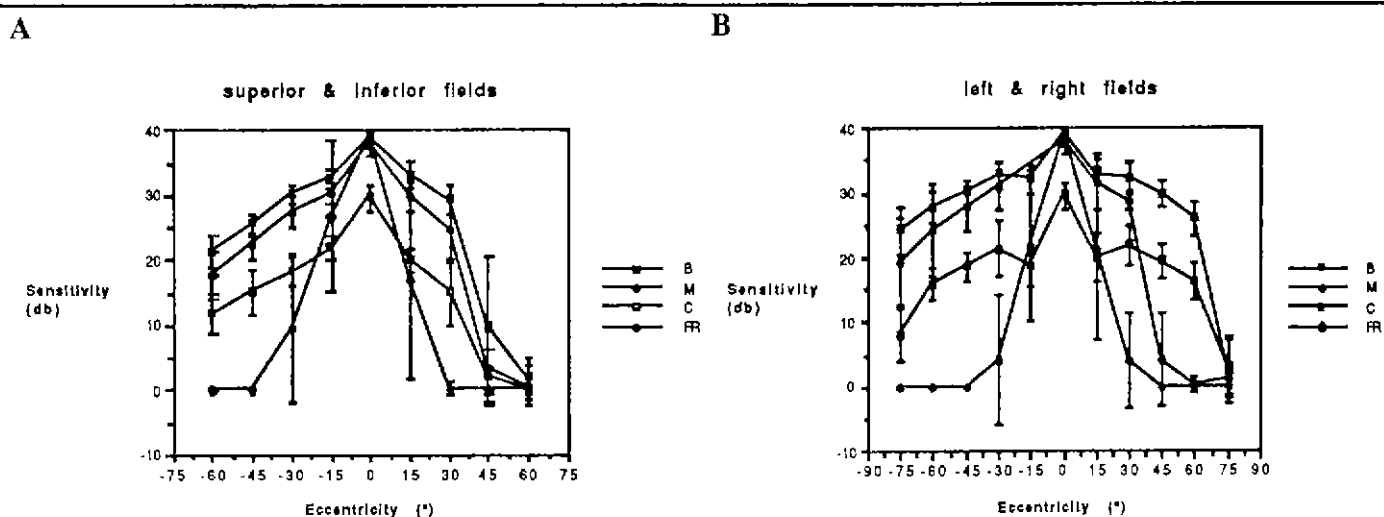 A
superior & inferior fields
40
30
20
10
0
-10
Sensitivity
(db)
-75 -60 -45 -30 -15 0 15 30 45 60 75
Eccentricity (°)
B
M
C
FR
B
left & right fields
40
30
20
10
0
-10
Sensitivity
(db)
-90 -75 -60 -45 -30 -15 0 15 30 45 60 75 90
Eccentricity (°)
B
M
C
FR